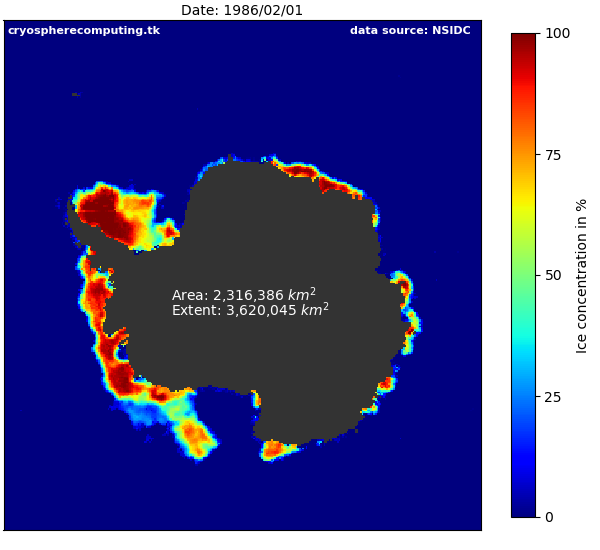 Date: 1986/02/01
cryospherecomputing.tk
data source: NSIDC
Area: 2,316,386 km²
Extent: 3,620,045 km²
100
75
50
25
0
Ice concentration in %